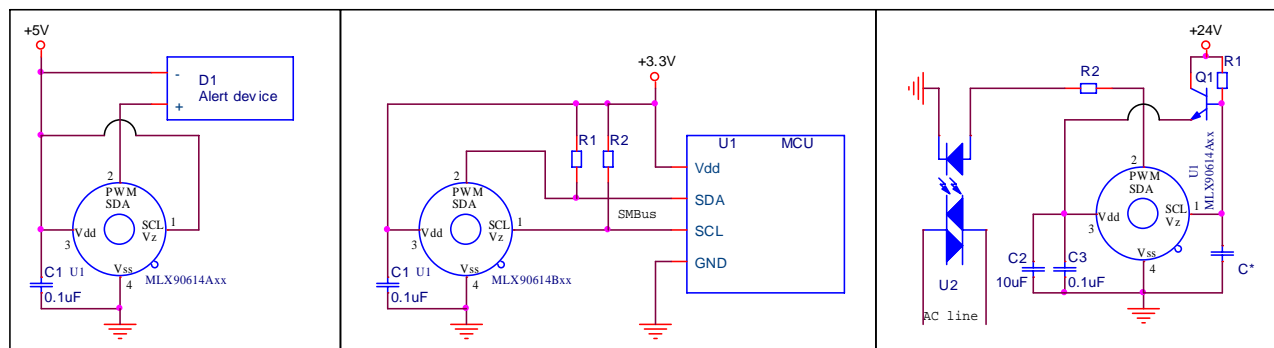 +5V
-
D1
Alert device
+
2
PWM
SDA
SCL
1
Vz
Vdd
3
Vss
4
C1
U1
0.1uF
MLX90614Axx
+3.3V
R1
R2
U1
MCU
Vdd
SDA
SCL
GND
SMBus
2
PWM
SDA
SCL
1
Vz
Vdd
3
Vss
4
C1
U1
0.1uF
MLX90614Bxx
+24V
R1
Q1
R2
U1
MLX90614Axx
2
PWM
SDA
SCL
1
Vz
Vdd
3
Vss
4
C2
10uF
C3
0.1uF
C*
U2
AC line